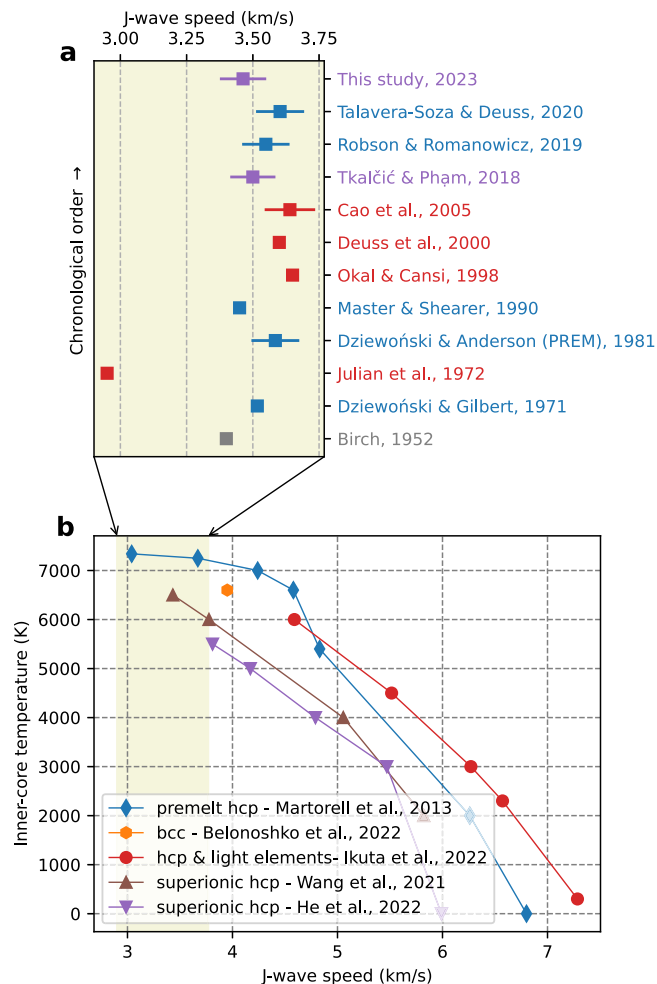 J-wave speed (km/s)
3.00 3.25 3.50 3.75
a
Chronological order →
This study, 2023
Talavera-Soza & Deuss, 2020
Robson & Romanowicz, 2019
Tkalčić & Phạm, 2018
Cao et al., 2005
Deuss et al., 2000
Okal & Cansi, 1998
Master & Shearer, 1990
Dziewoński & Anderson (PREM), 1981
Julian et al., 1972
Dziewoński & Gilbert, 1971
Birch, 1952
b
Inner-core temperature (K)
7000
6000
5000
4000
3000
2000
1000
0
premelt hcp - Martorell et al., 2013
bcc - Belonoshko et al., 2022
hcp & light elements- Ikuta et al., 2022
superionic hcp - Wang et al., 2021
superionic hcp - He et al., 2022
3 4 5 6 7
J-wave speed (km/s)